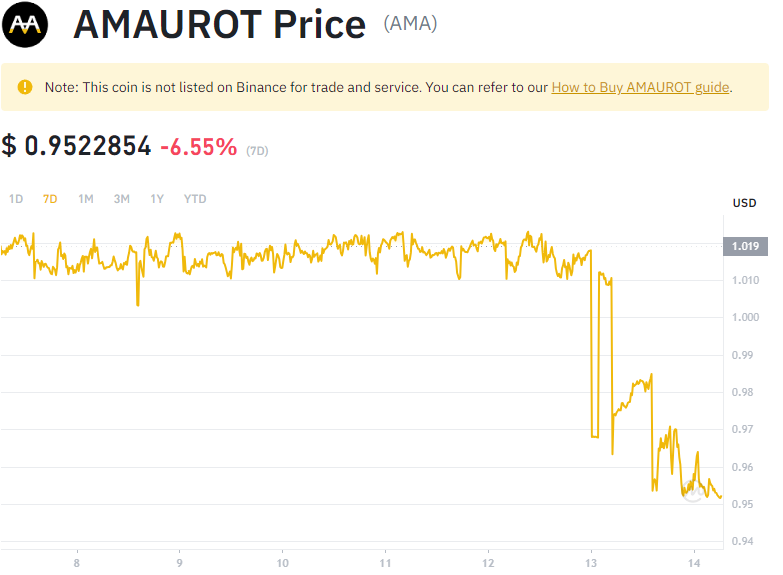 AMAUROT Price (AMA)
Note: This coin is not listed on Binance for trade and service. You can refer to our How to Buy AMAUROT guide.
$ 0.9522854 -6.55% (7D)
1D 7D 1M 3M 1Y YTD
USD
1.019
1.010
1.000
0.99
0.98
0.97
0.96
0.95
0.94
8 9 10 11 12 13 14